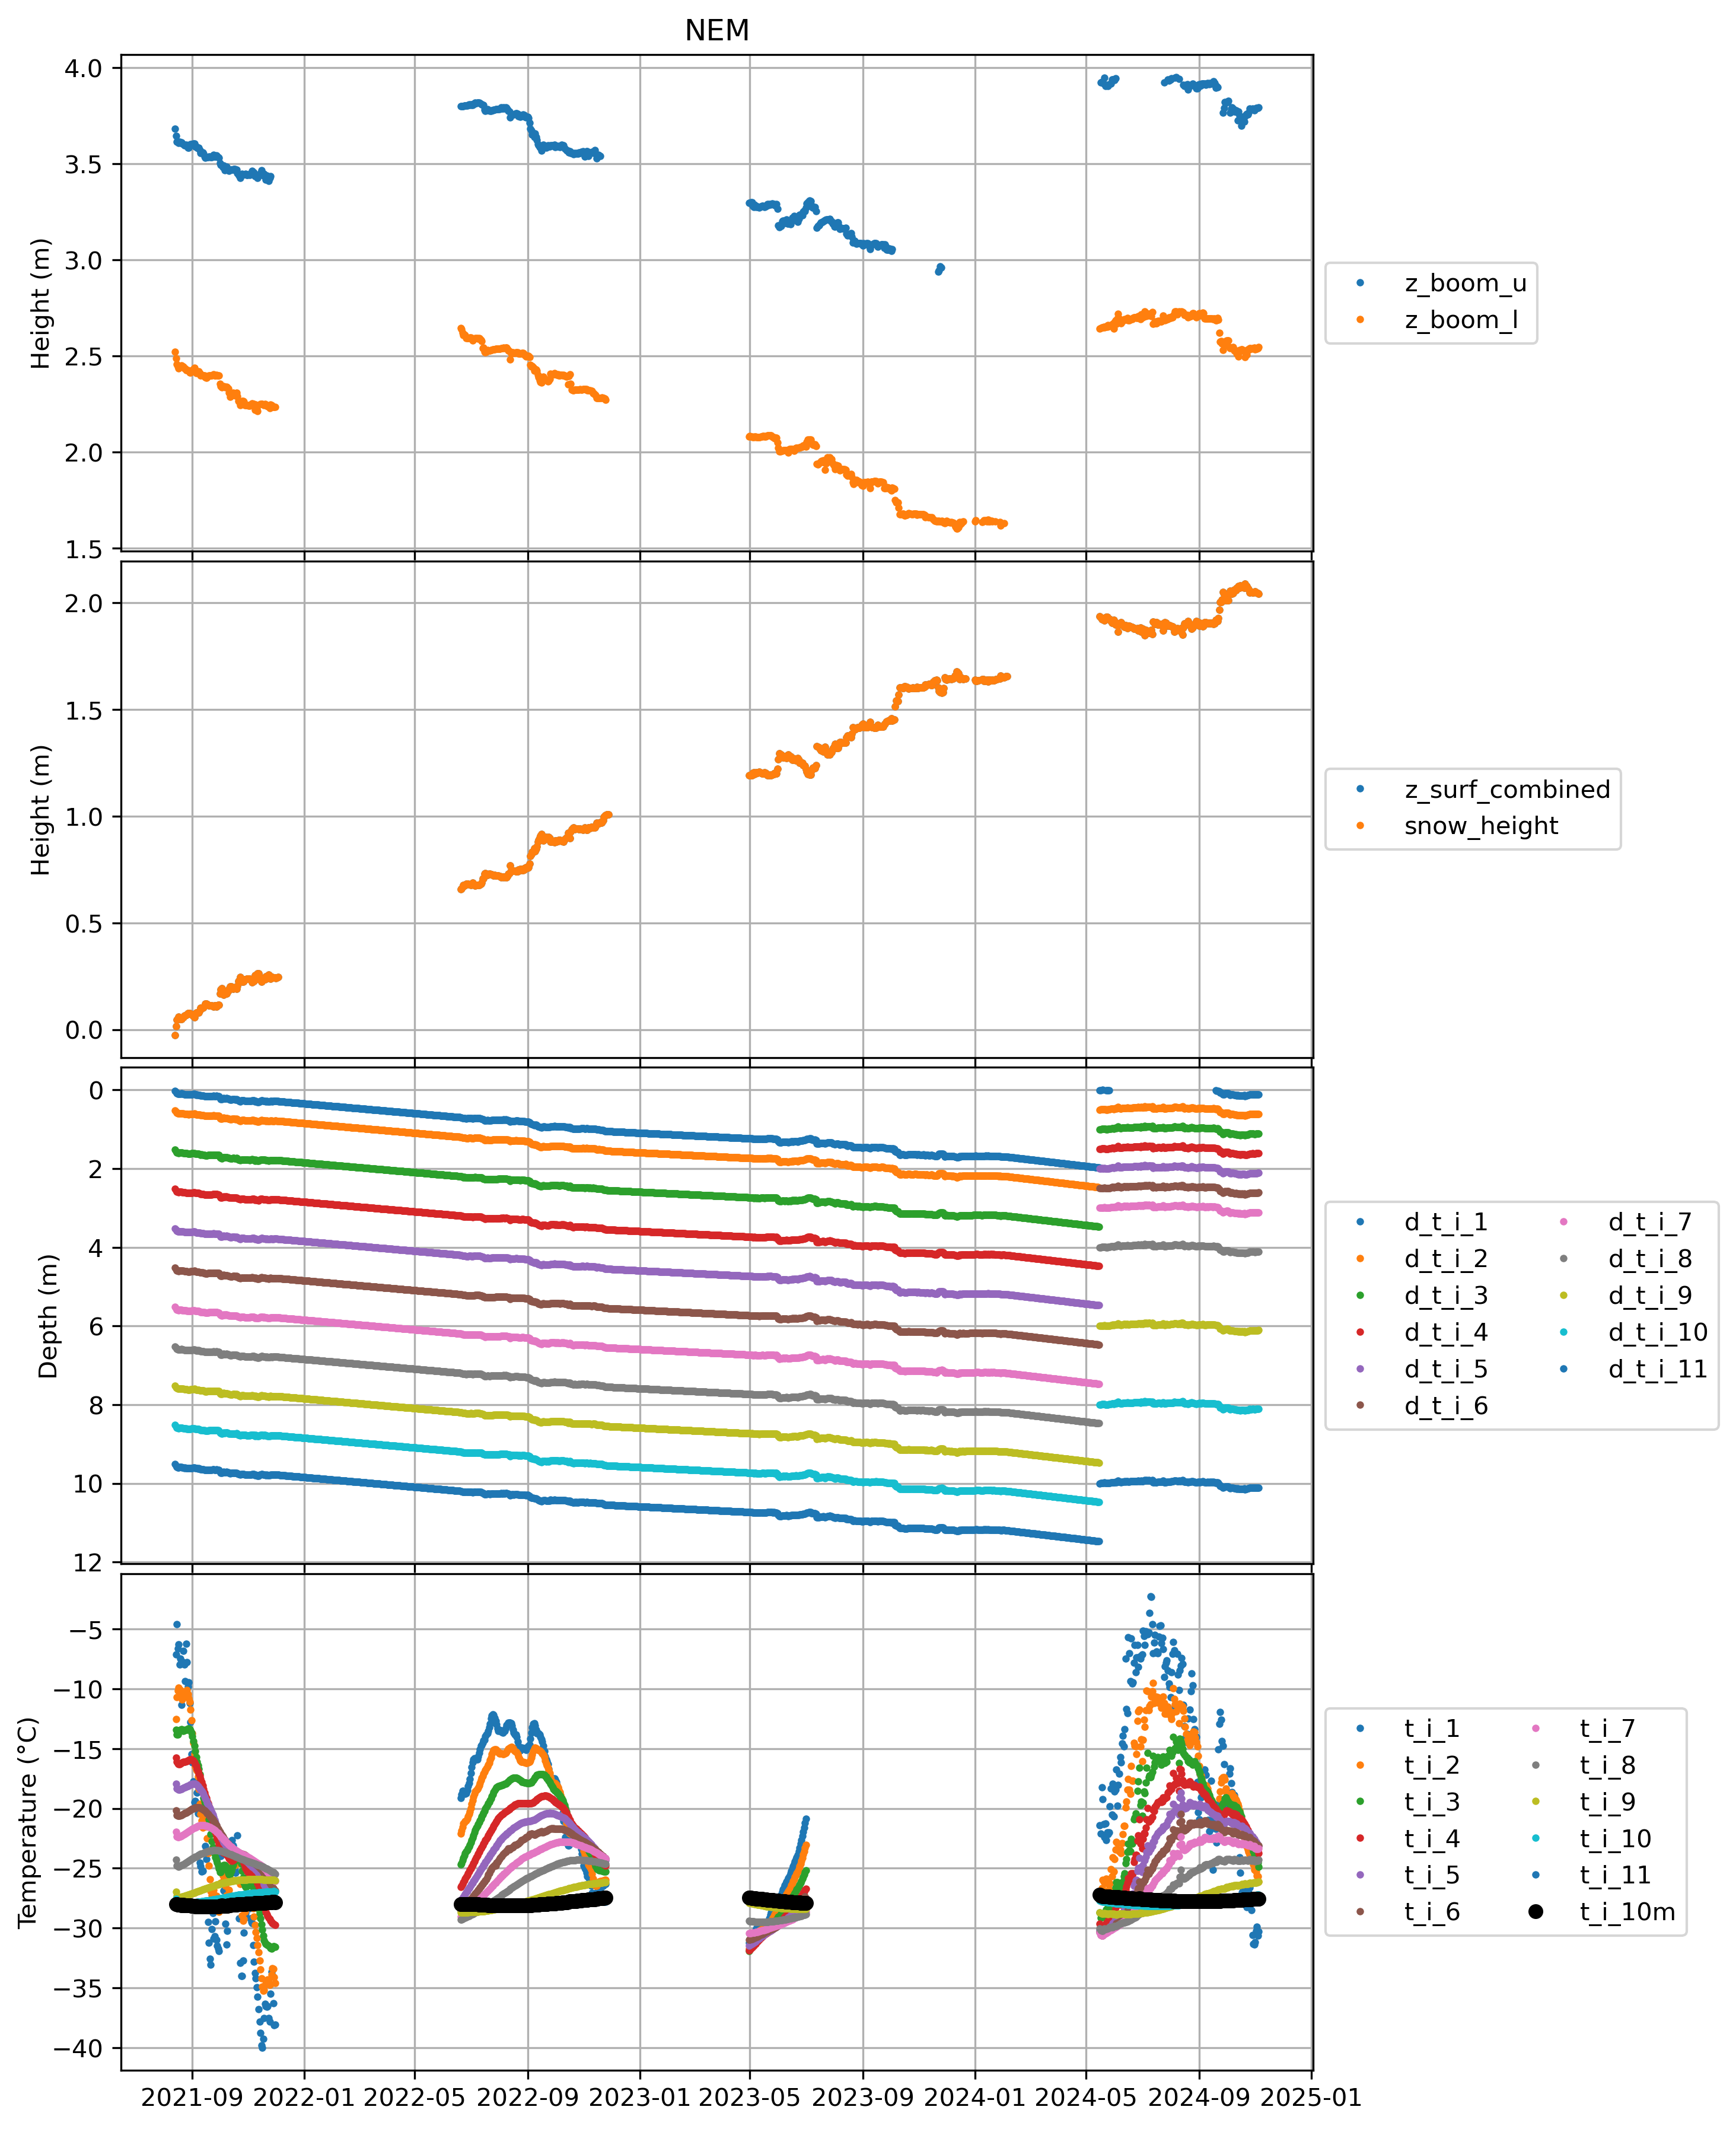 NEM
4.0
3.5
3.0
2.5
2.0
1.5
Height (m)
z_boom_u
z_boom_l
2.0
1.5
1.0
0.5
0.0
Height (m)
z_surf_combined
snow_height
0
2
4
6
8
10
12
Depth (m)
d_t_i_1
d_t_i_2
d_t_i_3
d_t_i_4
d_t_i_5
d_t_i_6
d_t_i_7
d_t_i_8
d_t_i_9
d_t_i_10
d_t_i_11
−5
−10
−15
−20
−25
−30
−35
−40
Temperature (°C)
t_i_1
t_i_2
t_i_3
t_i_4
t_i_5
t_i_6
t_i_7
t_i_8
t_i_9
t_i_10
t_i_11
t_i_10m
2021-09 2022-01 2022-05 2022-09 2023-01 2023-05 2023-09 2024-01 2024-05 2024-09 2025-01